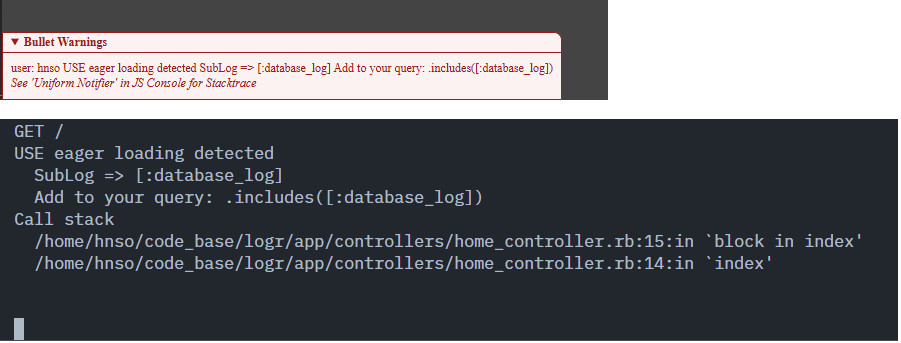 ▼ Bullet Warnings
user: hnso USE eager loading detected SubLog => [:database_log] Add to your query: .includes([:database_log])
See 'Uniform Notifier' in JS Console for Stacktrace
GET /
USE eager loading detected
  SubLog => [:database_log]
  Add to your query: .includes([:database_log])
Call stack
  /home/hnso/code_base/logr/app/controllers/home_controller.rb:15:in `block in index'
  /home/hnso/code_base/logr/app/controllers/home_controller.rb:14:in `index'